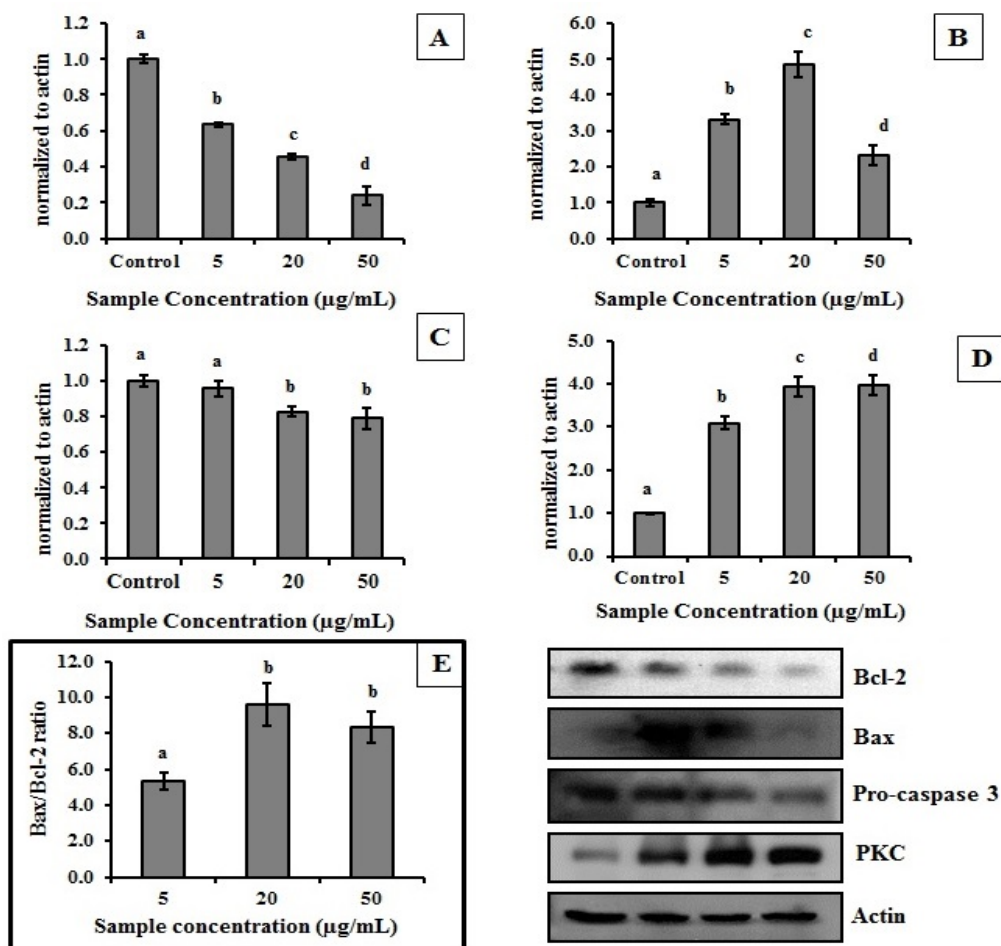 A
normalized to actin
1.2
1.0
0.8
0.6
0.4
0.2
0.0
a
b
c
d
Control 5 20 50
Sample Concentration (µg/mL)
B
normalized to actin
6.0
5.0
4.0
3.0
2.0
1.0
0.0
a
b
c
d
Control 5 20 50
Sample Concentration (µg/mL)
C
normalized to actin
1.2
1.0
0.8
0.6
0.4
0.2
0.0
a
a
b
b
Control 5 20 50
Sample Concentration (µg/mL)
D
normalized to actin
5.0
4.0
3.0
2.0
1.0
0.0
a
b
c
d
Control 5 20 50
Sample Concentration (µg/mL)
E
Bax/Bcl-2 ratio
12.0
10.0
8.0
6.0
4.0
2.0
0.0
a
b
b
5 20 50
Sample concentration (µg/mL)
Bcl-2
Bax
Pro-caspase 3
PKC
Actin